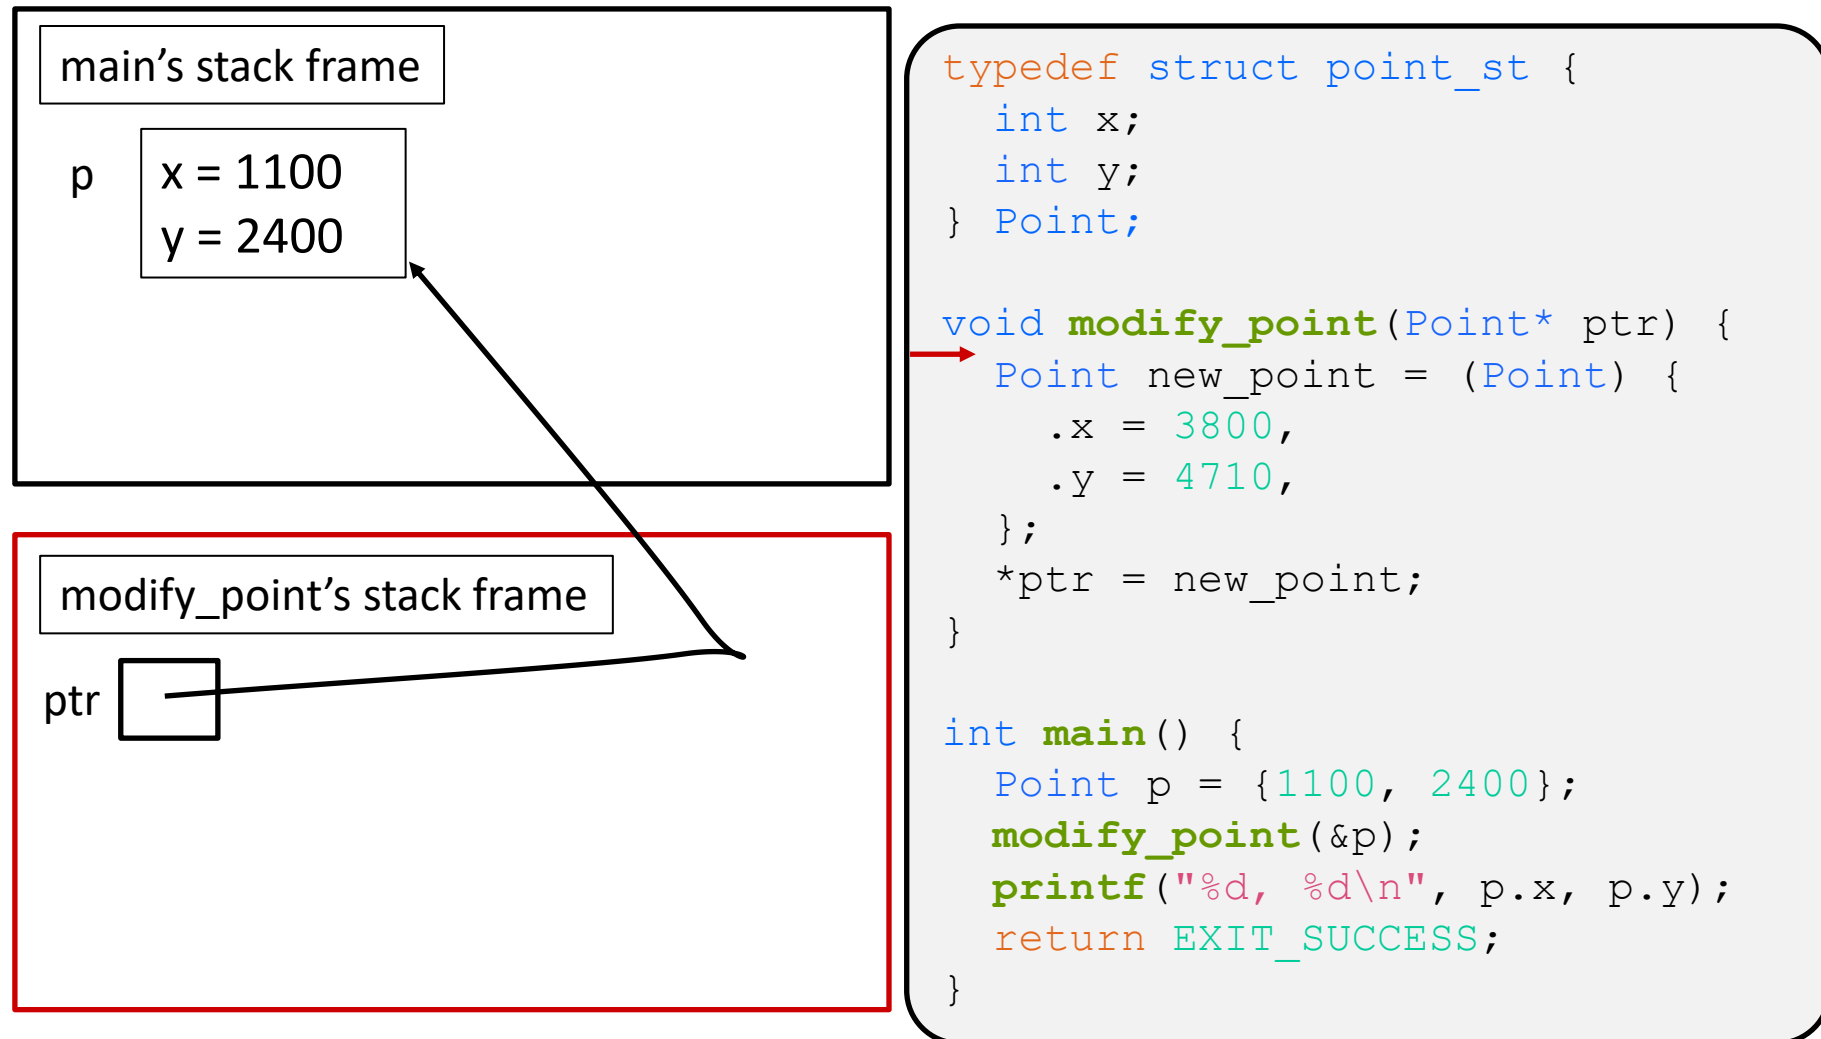 main’s stack frame
p
x = 1100
y = 2400
modify_point’s stack frame
ptr
typedef struct point_st {
  int x;
  int y;
} Point;

void modify_point(Point* ptr) {
  Point new_point = (Point) {
    .x = 3800,
    .y = 4710,
  };
  *ptr = new_point;
}

int main() {
  Point p = {1100, 2400};
  modify_point(&p);
  printf("%d, %d\n", p.x, p.y);
  return EXIT_SUCCESS;
}